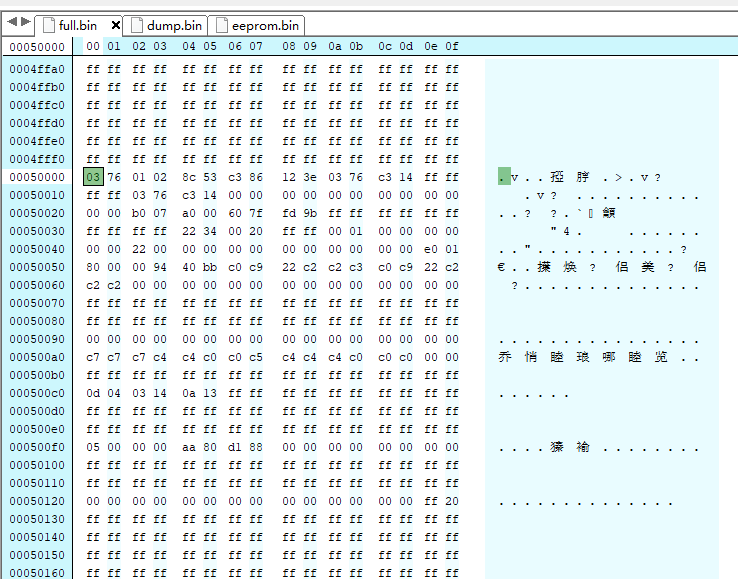 full.bin dump.bin eeprom.bin
00050000 00 01 02 03 04 05 06 07 08 09 0a 0b 0c 0d 0e 0f
0004ffa0 ff ff ff ff ff ff ff ff ff ff ff ff ff ff ff ff
0004ffb0 ff ff ff ff ff ff ff ff ff ff ff ff ff ff ff ff
0004ffc0 ff ff ff ff ff ff ff ff ff ff ff ff ff ff ff ff
0004ffd0 ff ff ff ff ff ff ff ff ff ff ff ff ff ff ff ff
0004ffe0 ff ff ff ff ff ff ff ff ff ff ff ff ff ff ff ff
0004fff0 ff ff ff ff ff ff ff ff ff ff ff ff ff ff ff ff
00050000 03 76 01 02 8c 53 c3 86 12 3e 03 76 c3 14 ff ff .v.. .>.v?
00050010 ff ff 03 76 c3 14 00 00 00 00 00 00 00 00 00 00 .v? ..........
00050020 00 00 b0 07 a0 00 60 7f fd 9b ff ff ff ff ff ff ..? ?.`
00050030 ff ff ff ff 22 34 00 20 ff ff 00 01 00 00 00 00 "4. ......
00050040 00 00 22 00 00 00 00 00 00 00 00 00 00 00 e0 01 .."...........?
00050050 80 00 00 94 40 bb c0 c9 22 c2 c2 c3 c0 c9 22 c2 €.. 焕 ? 侣 美 ? 侣
00050060 c2 c2 00 00 00 00 00 00 00 00 00 00 00 00 00 00 ?..............
00050070 ff ff ff ff ff ff ff ff ff ff ff ff ff ff ff ff
00050080 ff ff ff ff ff ff ff ff ff ff ff ff ff ff ff ff
00050090 00 00 00 00 00 00 00 00 00 00 00 00 00 00 00 00 ...............
000500a0 c7 c7 c7 c4 c4 c0 c0 c5 c4 c4 c4 c0 c0 c0 00 00 乔 悄 睦 琅 哪 睦 览 ..
000500b0 ff ff ff ff ff ff ff ff ff ff ff ff ff ff ff ff
000500c0 0d 04 03 14 0a 13 ff ff ff ff ff ff ff ff ff ff ......
000500d0 ff ff ff ff ff ff ff ff ff ff ff ff ff ff ff ff
000500e0 ff ff ff ff ff ff ff ff ff ff ff ff ff ff ff ff
000500f0 05 00 00 00 aa 80 d1 88 00 00 00 00 00 00 00 00 .... ........
00050100 ff ff ff ff ff ff ff ff ff ff ff ff ff ff ff ff
00050110 ff ff ff ff ff ff ff ff ff ff ff ff ff ff ff ff
00050120 00 00 00 00 00 00 00 00 00 00 00 00 00 00 ff 20 ..............
00050130 ff ff ff ff ff ff ff ff ff ff ff ff ff ff ff ff
00050140 ff ff ff ff ff ff ff ff ff ff ff ff ff ff ff ff
00050150 ff ff ff ff ff ff ff ff ff ff ff ff ff ff ff ff
00050160 ff ff ff ff ff ff ff ff ff ff ff ff ff ff ff ff